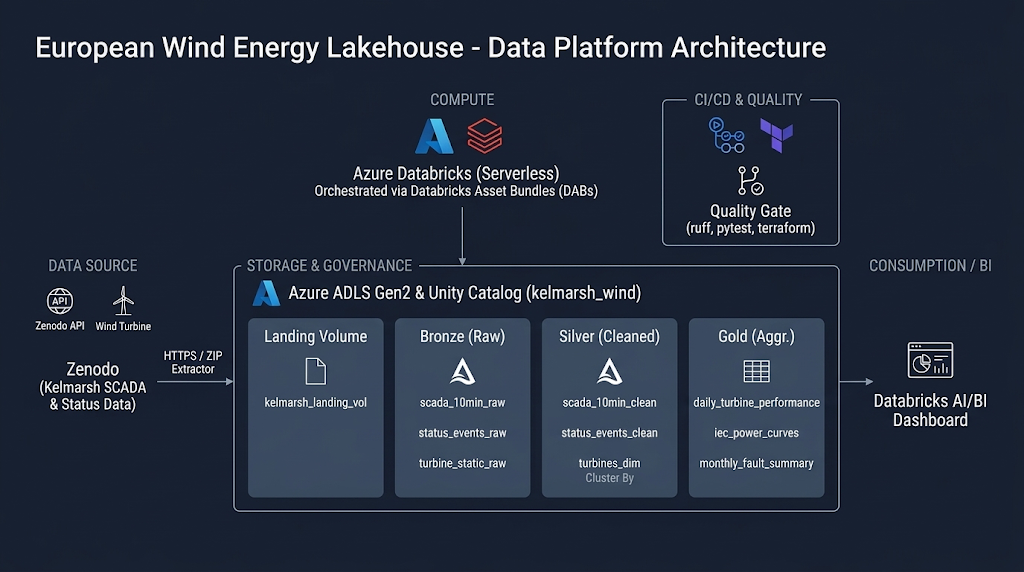 European Wind Energy Lakehouse - Data Platform Architecture
COMPUTE
Azure Databricks (Serverless)
Orchestrated via Databricks Asset Bundles (DABs)
CI/CD & QUALITY
Quality Gate
(ruff, pytest, terraform)
DATA SOURCE
API
Zenodo API
Wind Turbine
Zenodo
(Kelmarsh SCADA
& Status Data)
HTTPS / ZIP
Extractor
STORAGE & GOVERNANCE
Azure ADLS Gen2 & Unity Catalog (kelmarsh_wind)
Landing Volume
kelmarsh_landing_vol
Bronze (Raw)
scada_10min_raw
status_events_raw
turbine_static_raw
Silver (Cleaned)
scada_10min_clean
status_events_clean
turbines_dim
Cluster By
Gold (Aggr.)
daily_turbine_performance
iec_power_curves
monthly_fault_summary
CONSUMPTION / BI
Databricks AI/BI
Dashboard